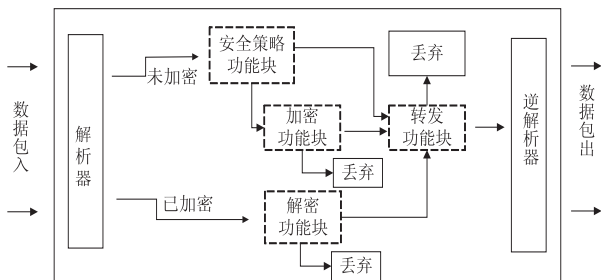 数据包入
解析器
未加密
已加密
安全策略
功能块
加密
功能块
丢弃
解密
功能块
丢弃
丢弃
转发
功能块
逆解析器
数据包出